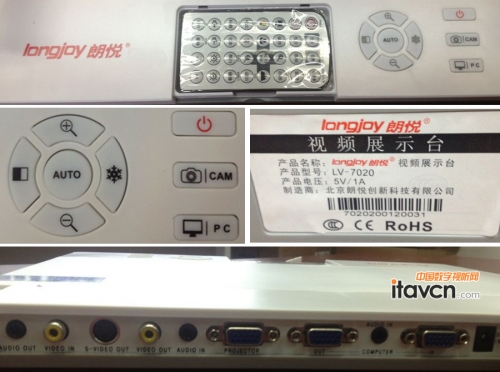 longjoy 朗悦®
AUTO
CAM
PC
AUTO
CAM
PC
longjoy 朗悦®
视频展示台
产品名称: longjoy 朗悦® 视频展示台
产品型号: LV-7020
产品电压: 5V/1A
制造商: 北京朗悦创新科技有限公司
7020200120031
CCC CE RoHS
中国数字视听网
itavcn.com
AUDIO OUT
VIDEO IN
S-VIDEO OUT
VIDEO OUT
AUDIO IN
PROJECTOR
OUT
AUDIO IN
COMPUTER